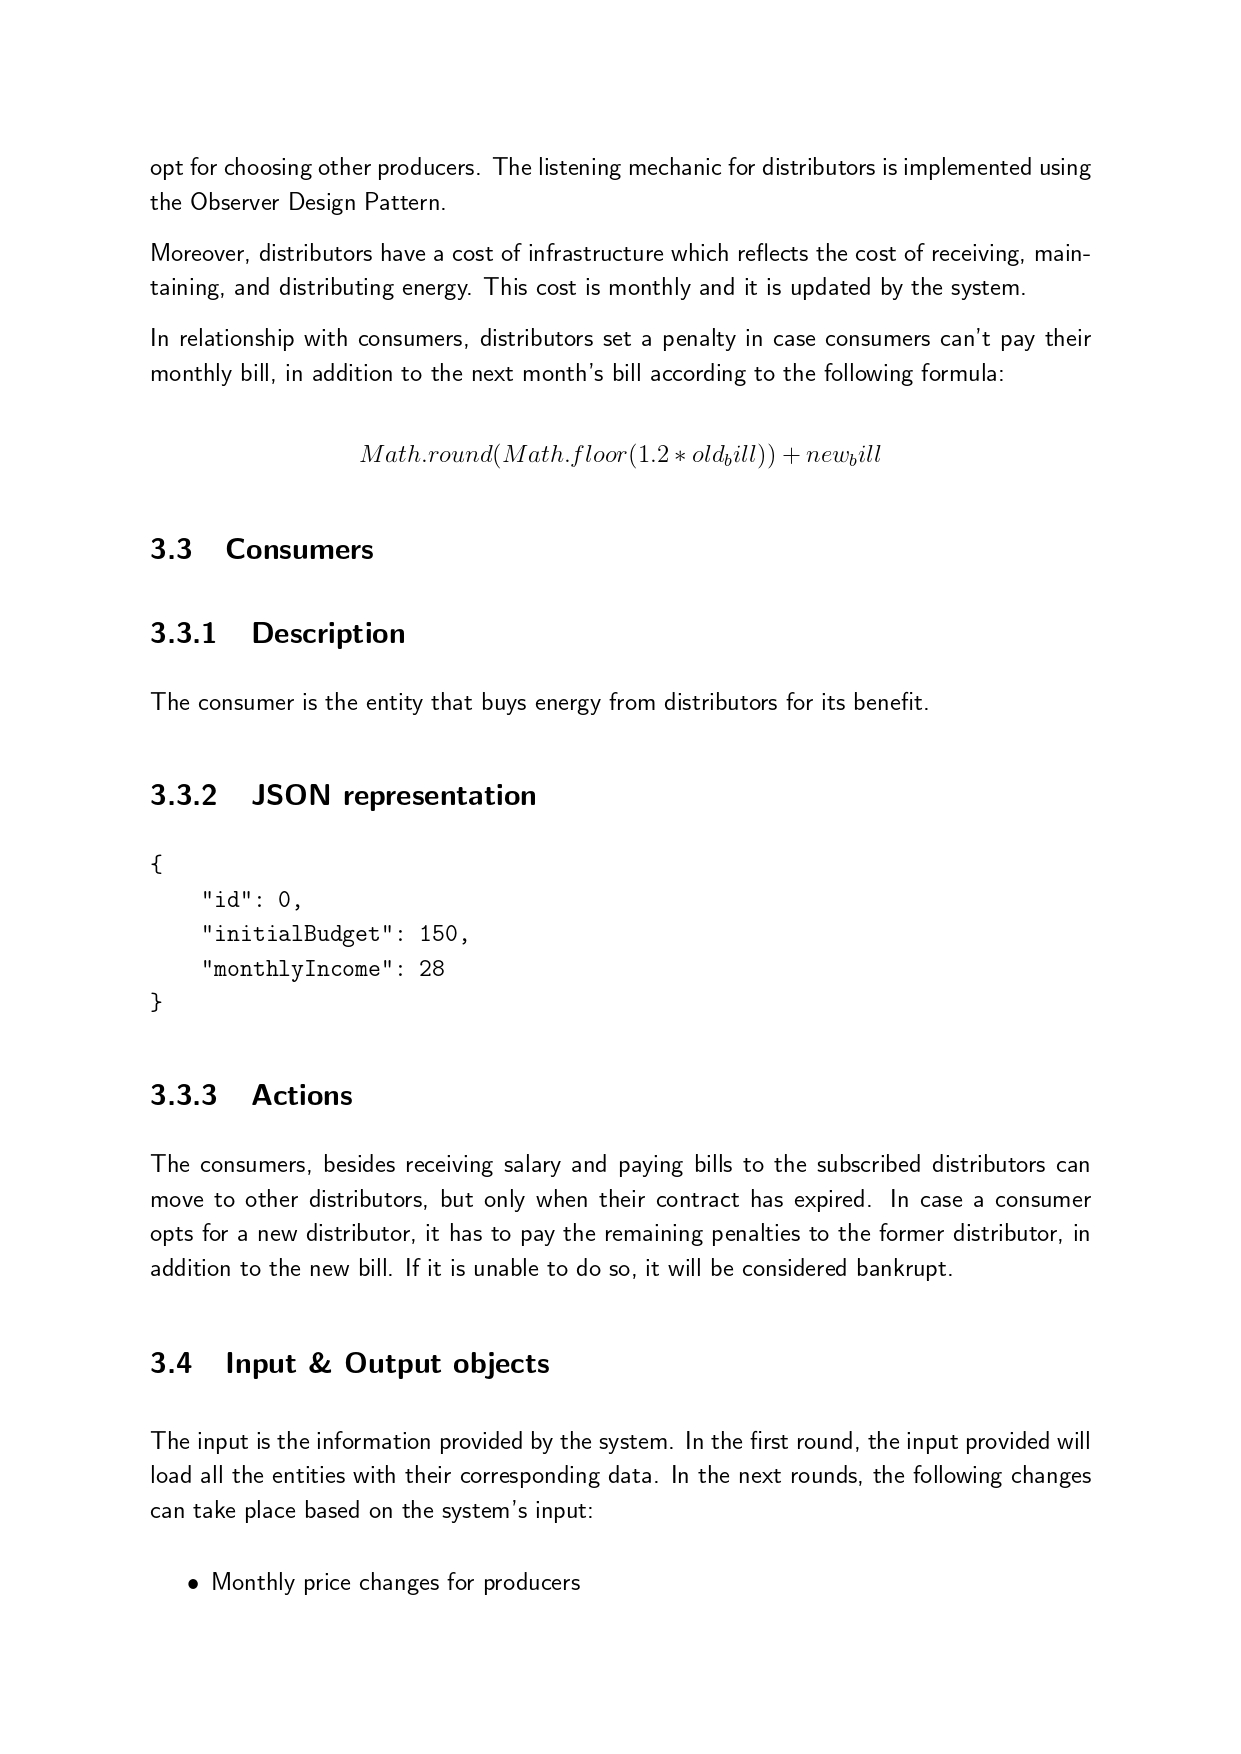 opt for choosing other producers. The listening mechanic for distributors is implemented using
the Observer Design Pattern.
Moreover, distributors have a cost of infrastructure which reflects the cost of receiving, main-
taining, and distributing energy. This cost is monthly and it is updated by the system.
In relationship with consumers, distributors set a penalty in case consumers can't pay their
monthly bill, in addition to the next month's bill according to the following formula:
Math.round(Math.floor(1.2 ∗ old_bill)) + new_bill
3.3 Consumers
3.3.1 Description
The consumer is the entity that buys energy from distributors for its benefit.
3.3.2 JSON representation
{
    "id": 0,
    "initialBudget": 150,
    "monthlyIncome": 28
}
3.3.3 Actions
The consumers, besides receiving salary and paying bills to the subscribed distributors can
move to other distributors, but only when their contract has expired. In case a consumer
opts for a new distributor, it has to pay the remaining penalties to the former distributor, in
addition to the new bill. If it is unable to do so, it will be considered bankrupt.
3.4 Input & Output objects
The input is the information provided by the system. In the first round, the input provided will
load all the entities with their corresponding data. In the next rounds, the following changes
can take place based on the system's input:
• Monthly price changes for producers